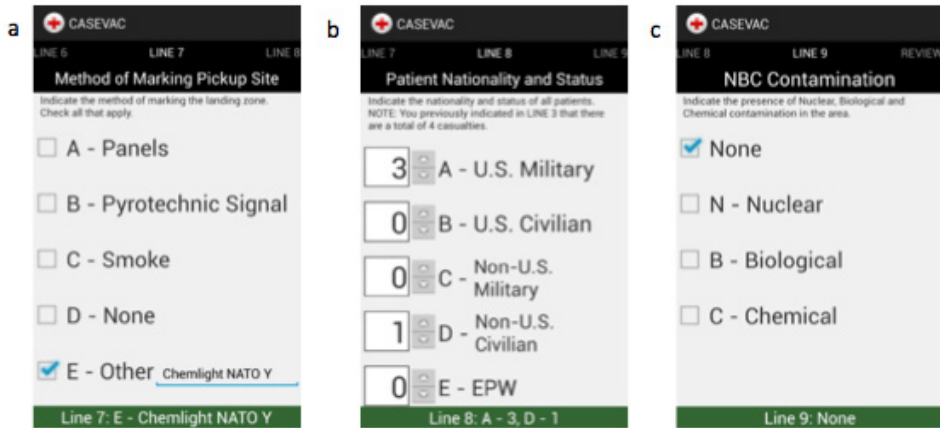 a
CASEVAC
LINE 6 LINE 7 LINE 8
Method of Marking Pickup Site
Indicate the method of marking the landing zone.
Check all that apply.
A - Panels
B - Pyrotechnic Signal
C - Smoke
D - None
E - Other Chemlight NATO Y
Line 7: E - Chemlight NATO Y
b
CASEVAC
LINE 7 LINE 8 LINE 9
Patient Nationality and Status
Indicate the nationality and status of all patients.
NOTE: You previously indicated in LINE 3 that there
are a total of 4 casualties.
3 A - U.S. Military
0 B - U.S. Civilian
0 C - Non-U.S.
Military
1 D - Non-U.S.
Civilian
0 E - EPW
Line 8: A - 3, D - 1
c
CASEVAC
LINE 8 LINE 9 REVIEW
NBC Contamination
Indicate the presence of Nuclear, Biological and
Chemical contamination in the area.
None
N - Nuclear
B - Biological
C - Chemical
Line 9: None